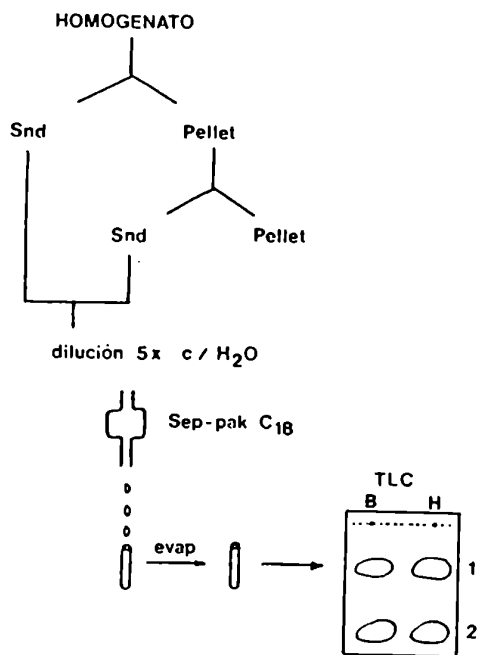 HOMOGENATO
Snd Pellet
Snd Pellet
dilución 5x c/H₂O
Sep-pak C₁₈
TLC
B H
evap
1
2